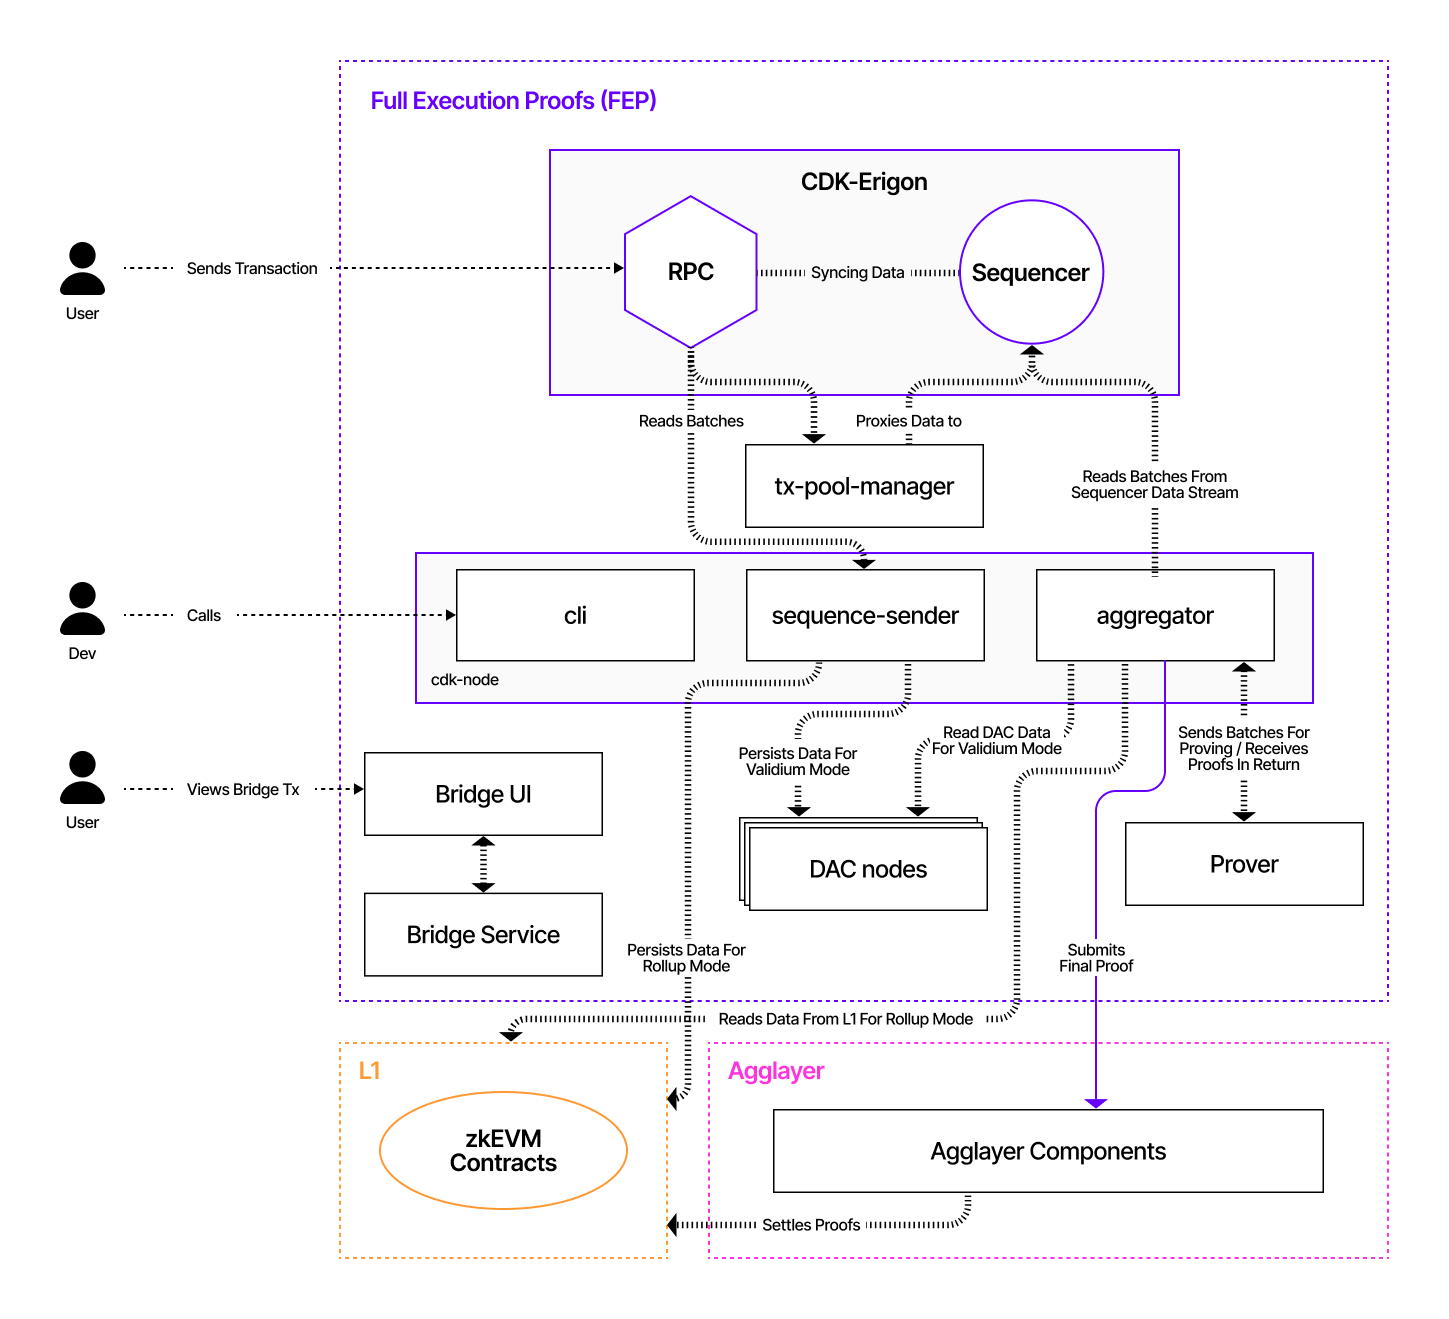 Full Execution Proofs (FEP)
CDK-Erigon
RPC
Syncing Data
Sequencer
Sends Transaction
User
Reads Batches
Proxies Data to
tx-pool-manager
Reads Batches From
Sequencer Data Stream
cli
sequence-sender
aggregator
Calls
Dev
cdk-node
Read DAC Data
For Validium Mode
Sends Batches For
Proving / Receives
Proofs In Return
Persists Data For
Validium Mode
Views Bridge Tx
User
Bridge UI
DAC nodes
Prover
Bridge Service
Persists Data For
Rollup Mode
Submits
Final Proof
Reads Data From L1 For Rollup Mode
L1
Agglayer
zkEVM
Contracts
Agglayer Components
Settles Proofs